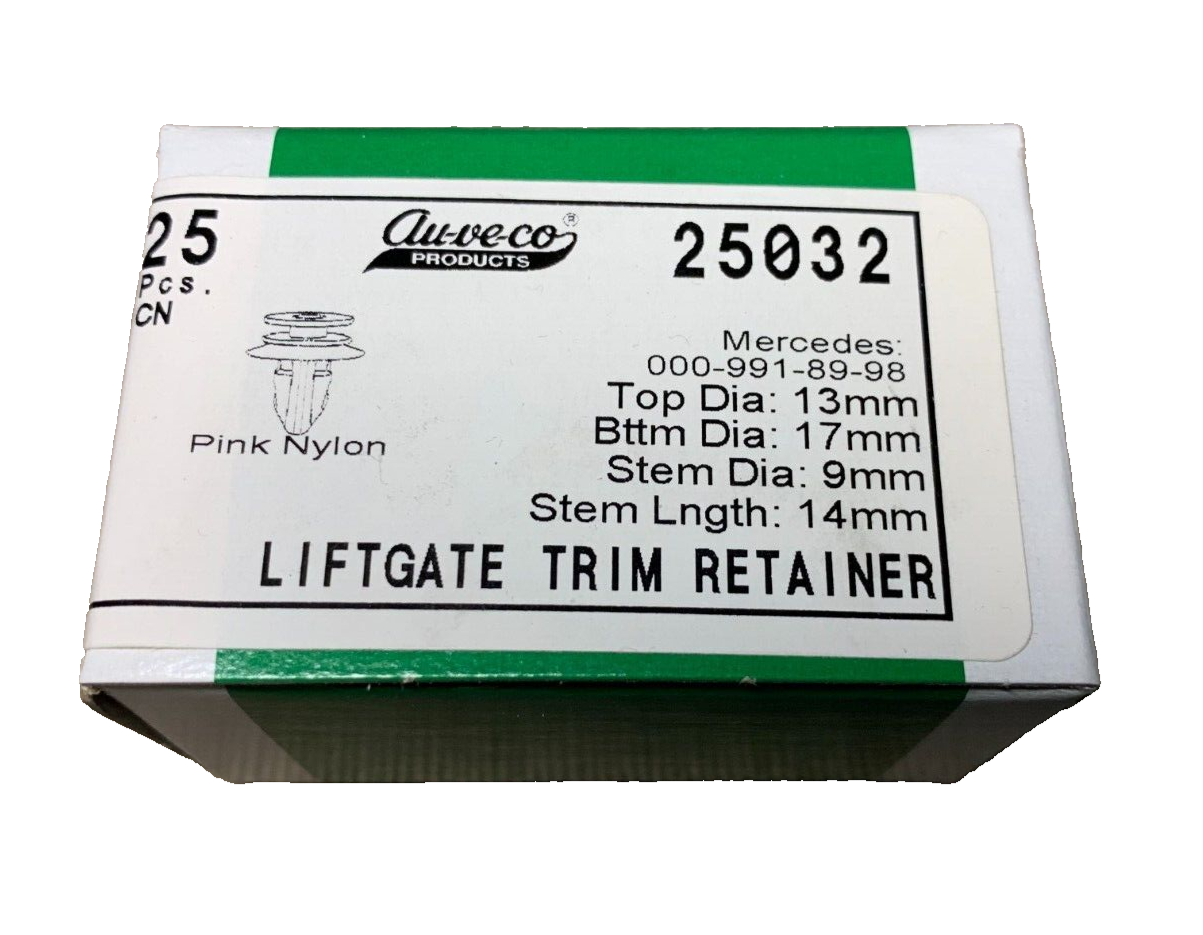 25
Pcs.
CN
au-ve-co®
PRODUCTS
25032
Mercedes:
000-991-89-98
Top Dia: 13mm
Bttm Dia: 17mm
Stem Dia: 9mm
Stem Lngth: 14mm
Pink Nylon
LIFTGATE TRIM RETAINER